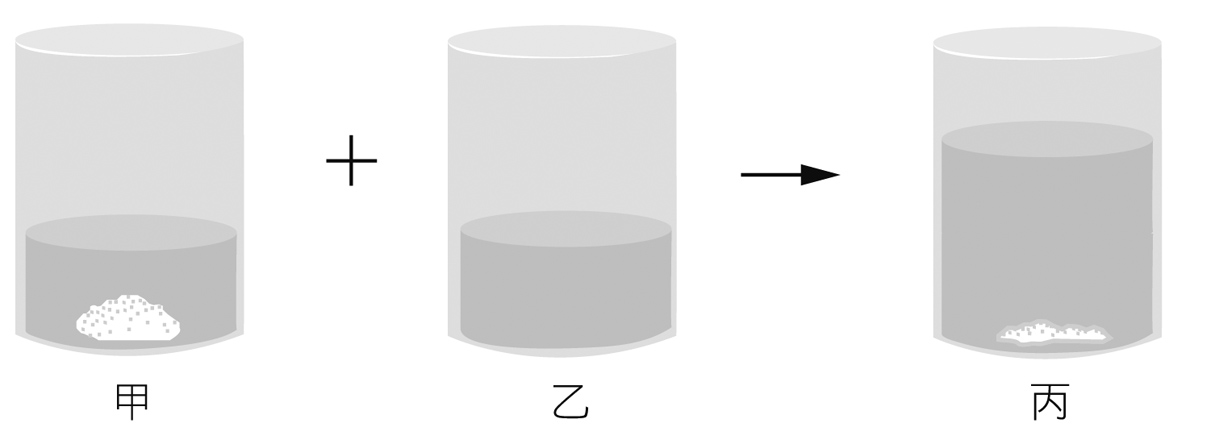 甲 + 乙 → 丙